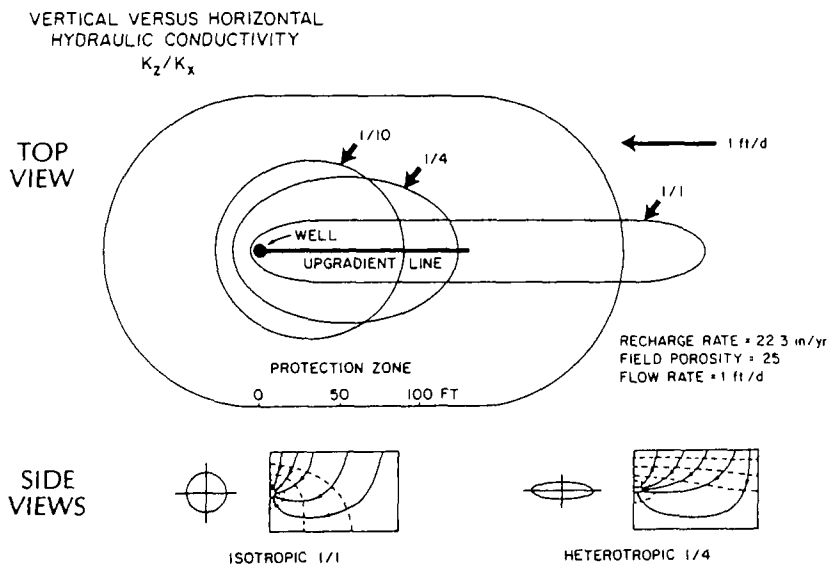 VERTICAL VERSUS HORIZONTAL
HYDRAULIC CONDUCTIVITY
Kz/Kx
TOP
VIEW
1/10
1/4
1 ft/d
1/1
WELL
UPGRADIENT LINE
RECHARGE RATE = 22 3 in/yr
FIELD POROSITY = 25
FLOW RATE = 1 ft/d
PROTECTION ZONE
0 50 100 FT
SIDE
VIEWS
ISOTROPIC 1/1
HETEROTROPIC 1/4